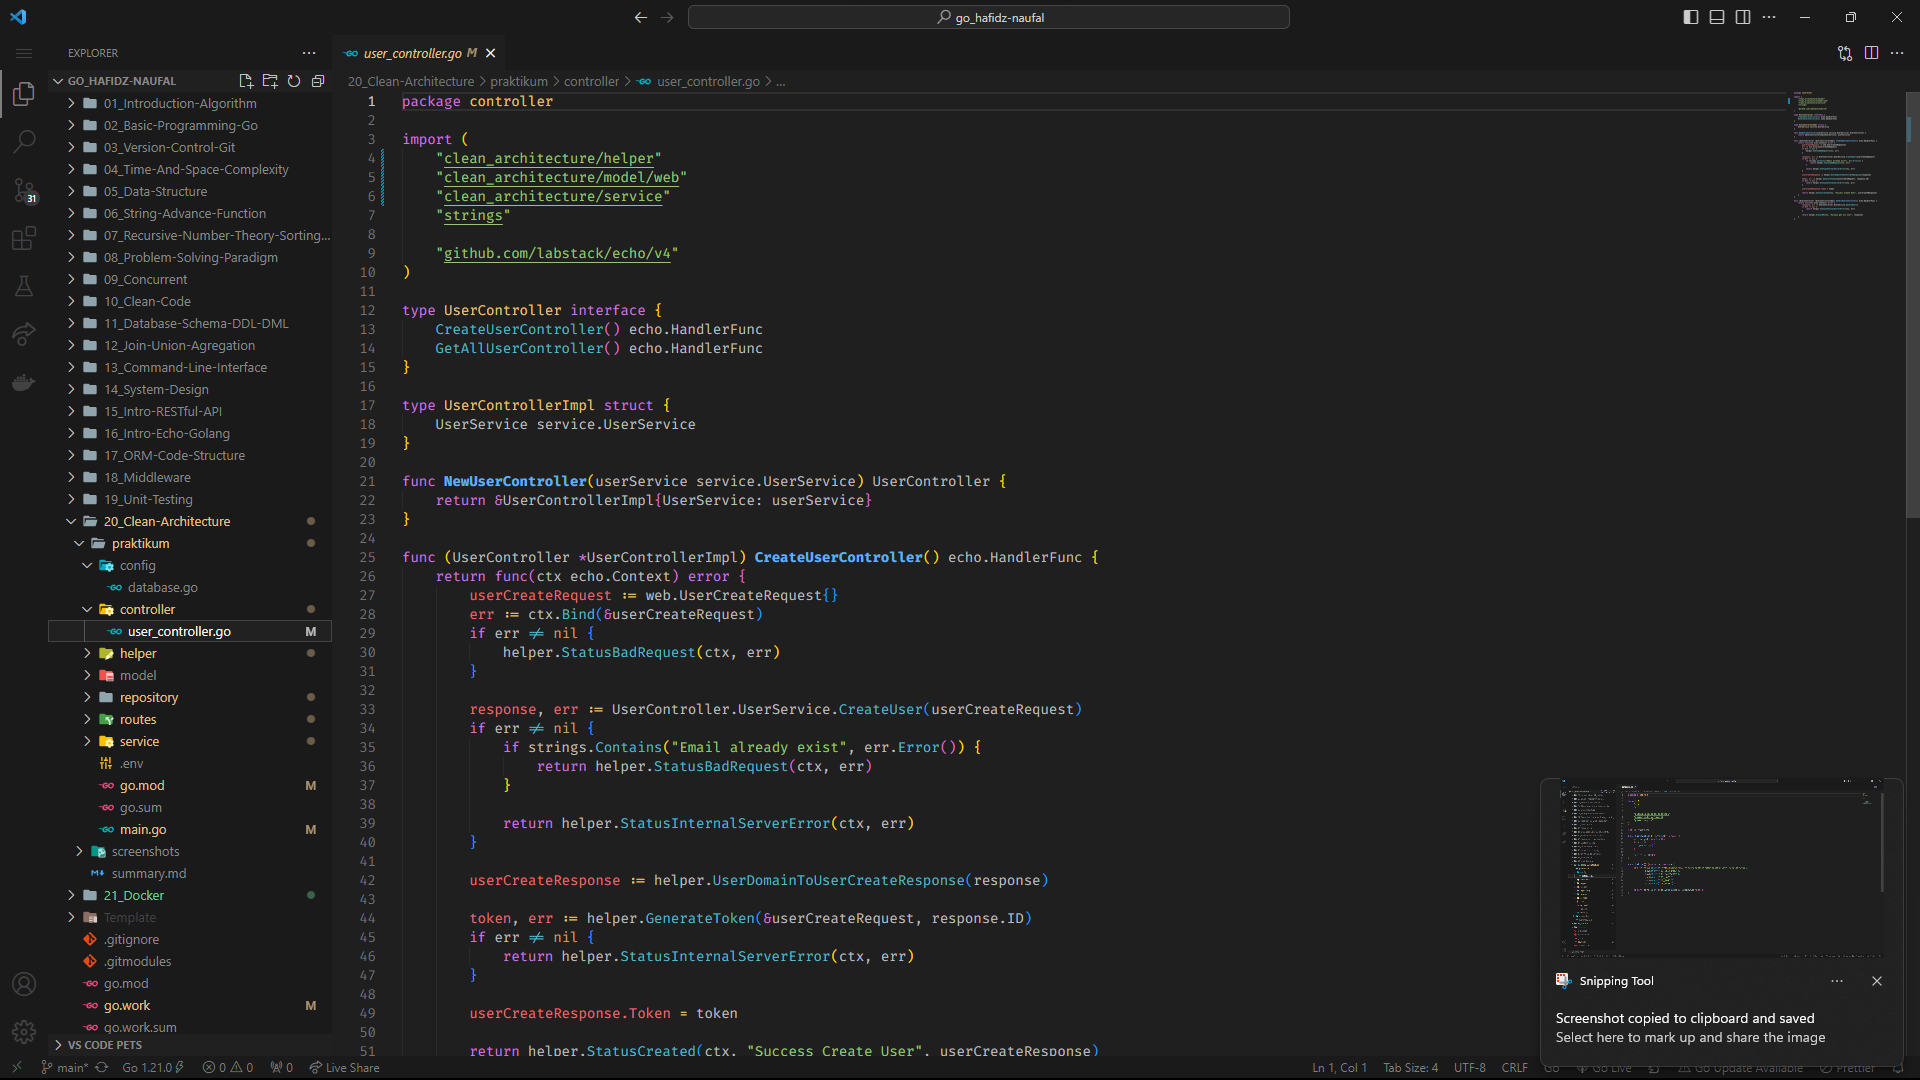 go_hafidz-naufal
EXPLORER
GO_HAFIDZ-NAUFAL
01_Introduction-Algorithm
02_Basic-Programming-Go
03_Version-Control-Git
04_Time-And-Space-Complexity
05_Data-Structure
06_String-Advance-Function
07_Recursive-Number-Theory-Sorting...
08_Problem-Solving-Paradigm
09_Concurrent
10_Clean-Code
11_Database-Schema-DDL-DML
12_Join-Union-Agregation
13_Command-Line-Interface
14_System-Design
15_Intro-RESTful-API
16_Intro-Echo-Golang
17_ORM-Code-Structure
18_Middleware
19_Unit-Testing
20_Clean-Architecture
praktikum
config
database.go
controller
user_controller.go M
helper
model
repository
routes
service
.env
go.mod M
go.sum
main.go M
screenshots
summary.md
21_Docker
Template
.gitignore
.gitmodules
go.mod
go.work M
go.work.sum
VS CODE PETS
31
user_controller.go M
20_Clean-Architecture > praktikum > controller > user_controller.go > ...
1 package controller
2
3 import (
4 "clean_architecture/helper"
5 "clean_architecture/model/web"
6 "clean_architecture/service"
7 "strings"
8
9 "github.com/labstack/echo/v4"
10 )
11
12 type UserController interface {
13 CreateUserController() echo.HandlerFunc
14 GetAllUserController() echo.HandlerFunc
15 }
16
17 type UserControllerImpl struct {
18 UserService service.UserService
19 }
20
21 func NewUserController(userService service.UserService) UserController {
22 return &UserControllerImpl{UserService: userService}
23 }
24
25 func (UserController *UserControllerImpl) CreateUserController() echo.HandlerFunc {
26 return func(ctx echo.Context) error {
27 userCreateRequest := web.UserCreateRequest{}
28 err := ctx.Bind(&userCreateRequest)
29 if err != nil {
30 helper.StatusBadRequest(ctx, err)
31 }
32
33 response, err := UserController.UserService.CreateUser(userCreateRequest)
34 if err != nil {
35 if strings.Contains("Email already exist", err.Error()) {
36 return helper.StatusBadRequest(ctx, err)
37 }
38
39 return helper.StatusInternalServerError(ctx, err)
40 }
41
42 userCreateResponse := helper.UserDomainToUserCreateResponse(response)
43
44 token, err := helper.GenerateToken(&userCreateRequest, response.ID)
45 if err != nil {
46 return helper.StatusInternalServerError(ctx, err)
47 }
48
49 userCreateResponse.Token = token
50
51 return helper.StatusCreated(ctx, "Success Create User", userCreateResponse)
Snipping Tool
Screenshot copied to clipboard and saved
Select here to mark up and share the image
main* Go 1.21.0 0 0 0 Live Share
Ln 1, Col 1 Tab Size: 4 UTF-8 CRLF Go Go Live Go Update Available Prettier